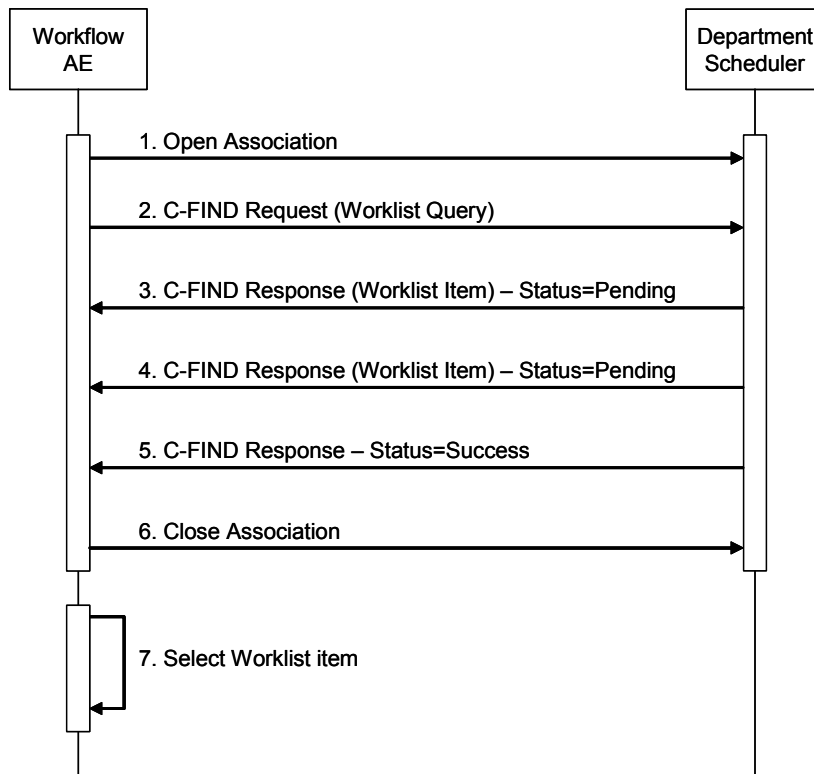 Workflow
AE
Department
Scheduler
1. Open Association
2. C-FIND Request (Worklist Query)
3. C-FIND Response (Worklist Item) – Status=Pending
4. C-FIND Response (Worklist Item) – Status=Pending
5. C-FIND Response – Status=Success
6. Close Association
7. Select Worklist item